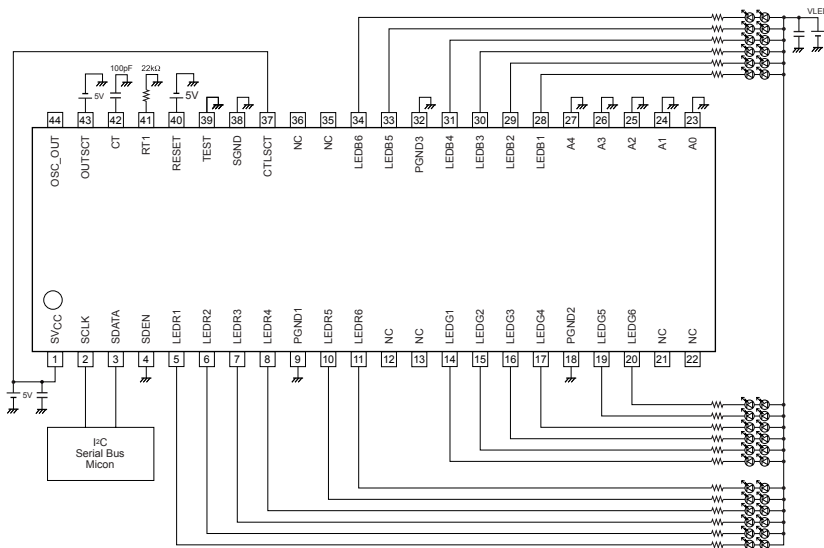 VLED
100pF 22kΩ
5V 5V
44 43 42 41 40 39 38 37 36 35 34 33 32 31 30 29 28 27 26 25 24 23
OSC_OUT OUTSCT CT RT1 RESET TEST SGND CTLSCT NC NC LEDB6 LEDB5 PGND3 LEDB4 LEDB3 LEDB2 LEDB1 A4 A3 A2 A1 A0
SVCC SCLK SDATA SDEN LEDR1 LEDR2 LEDR3 LEDR4 PGND1 LEDR5 LEDR6 NC NC LEDG1 LEDG2 LEDG3 LEDG4 PGND2 LEDG5 LEDG6 NC NC
1 2 3 4 5 6 7 8 9 10 11 12 13 14 15 16 17 18 19 20 21 22
5V
I²C
Serial Bus
Micon